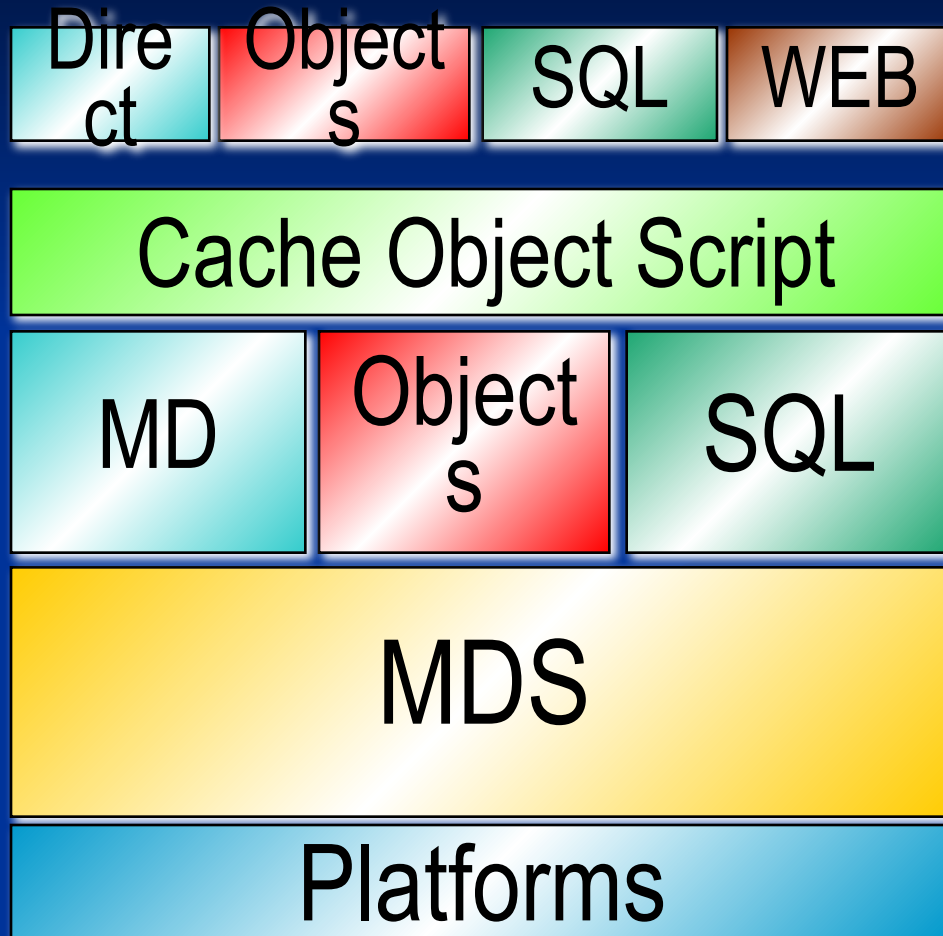 Dire
ct
Object
s
SQL
WEB
Cache Object Script
MD
Object
s
SQL
MDS
Platforms